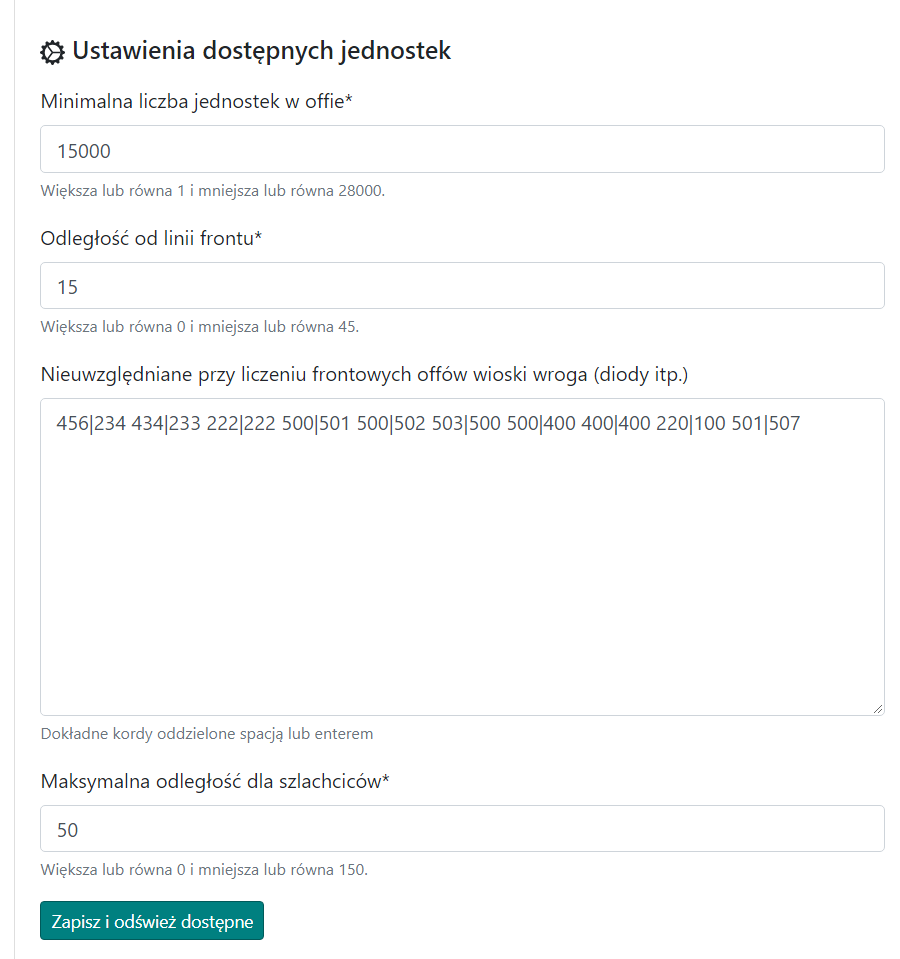 Ustawienia dostępnych jednostek
Minimalna liczba jednostek w offie*
15000
Większa lub równa 1 i mniejsza lub równa 28000.
Odległość od linii frontu*
15
Większa lub równa 0 i mniejsza lub równa 45.
Nieuwzględniane przy liczeniu frontowych offów wioski wroga (diody itp.)
456|234 434|233 222|222 500|501 500|502 503|500 500|400 400|400 220|100 501|507
Dokładne kordy oddzielone spacją lub enterem
Maksymalna odległość dla szlachciców*
50
Większa lub równa 0 i mniejsza lub równa 150.
Zapisz i odśwież dostępne